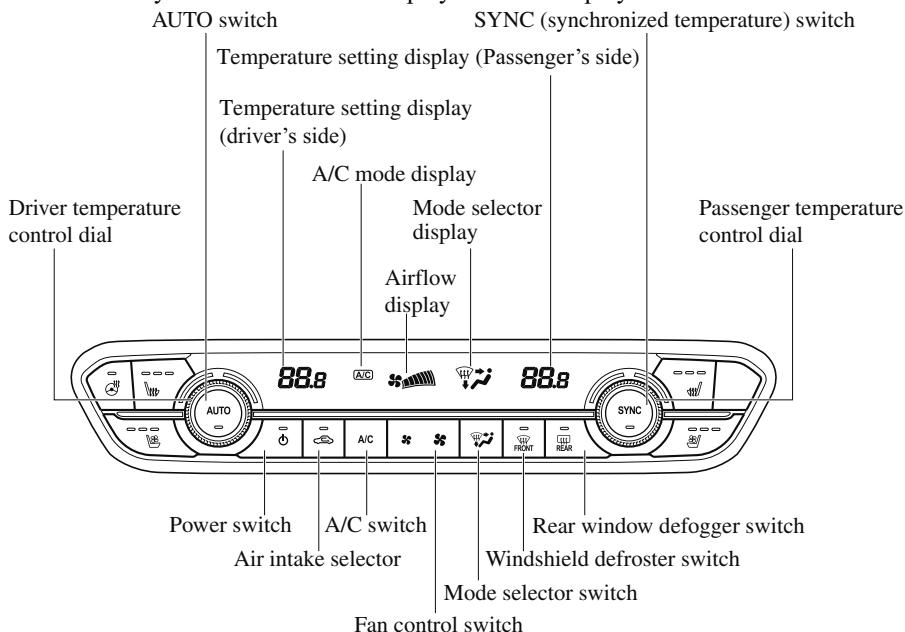 AUTO switch
SYNC (synchronized temperature) switch
Temperature setting display (Passenger's side)
Temperature setting display
(driver's side)
A/C mode display
Driver temperature
control dial
Mode selector
display
Passenger temperature
control dial
Airflow
display
88.8
A/C
88.8
AUTO
SYNC
A/C
FRONT
REAR
Power switch
A/C switch
Rear window defogger switch
Air intake selector
Windshield defroster switch
Mode selector switch
Fan control switch